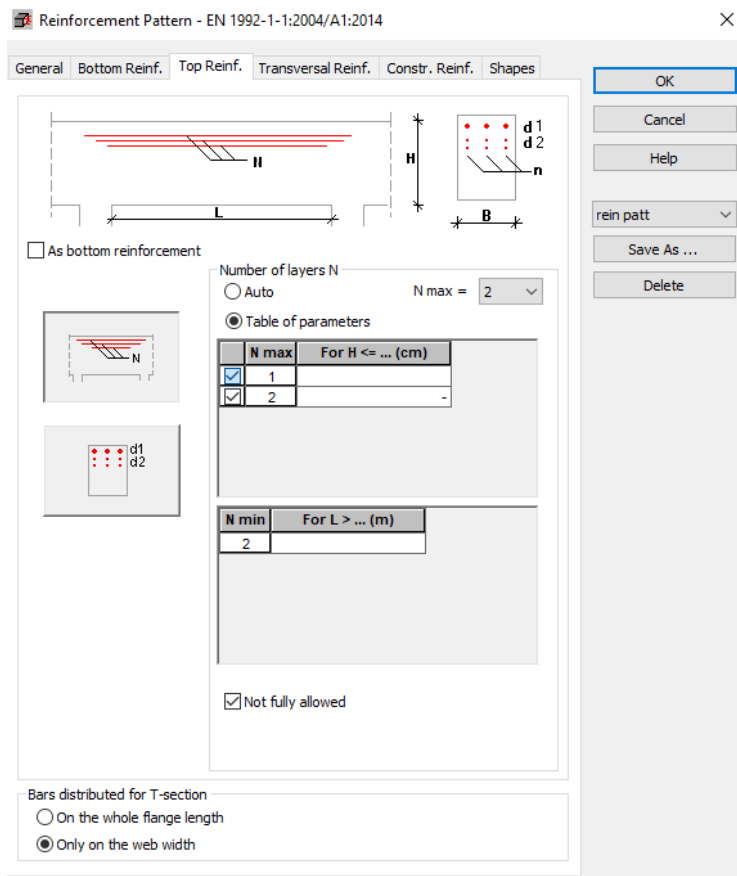 Reinforcement Pattern - EN 1992-1-1:2004/A1:2014
General Bottom Reinf. Top Reinf. Transversal Reinf. Constr. Reinf. Shapes
OK
Cancel
Help
rein patt
Save As ...
Delete
N
L
H
d1
d2
n
B
As bottom reinforcement
N
d1
d2
Number of layers N
Auto N max = 2
Table of parameters
N max For H <= ... (cm)
1
2 -
N min For L > ... (m)
2
Not fully allowed
Bars distributed for T-section
On the whole flange length
Only on the web width